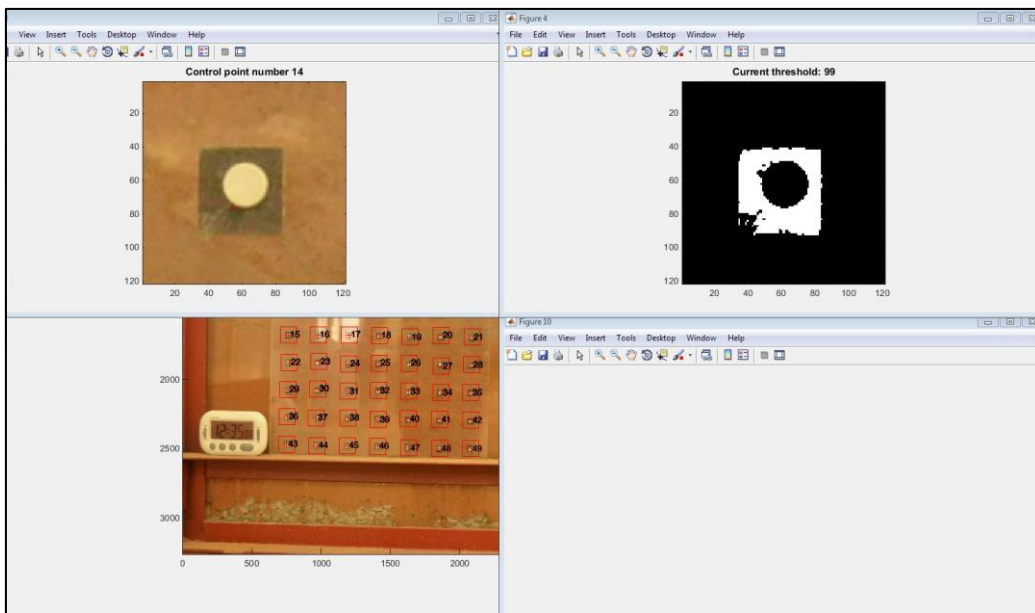 View Insert Tools Desktop Window Help
Control point number 14
20
40
60
80
100
120
20 40 60 80 100 120
Figure 4
File Edit View Insert Tools Desktop Window Help
Current threshold: 99
20
40
60
80
100
120
20 40 60 80 100 120
15 16 17 18 19 20 21
22 23 24 25 26 27 28
29 30 31 32 33 34 35
36 37 38 39 40 41 42
43 44 45 46 47 48 49
12:35
2000
2500
3000
0 500 1000 1500 2000
Figure 10
File Edit View Insert Tools Desktop Window Help